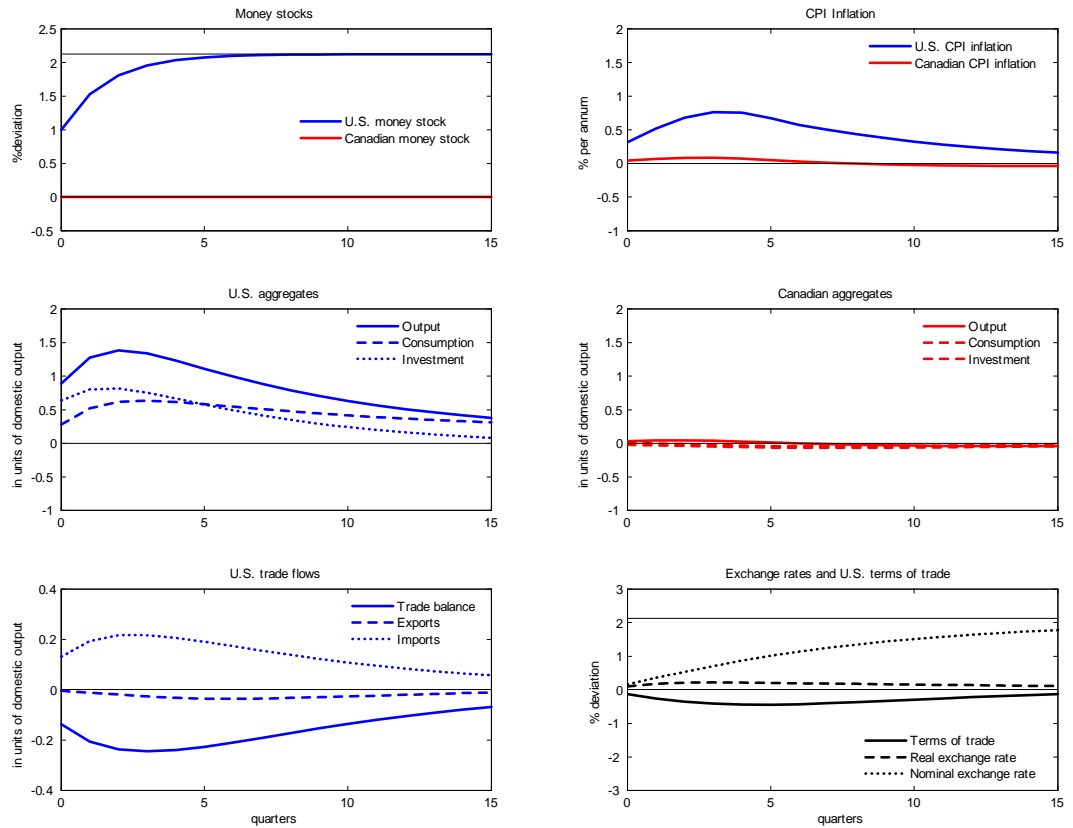 Money stocks
%deviation
2.5
2
1.5
1
0.5
0
-0.5
U.S. money stock
Canadian money stock
0 5 10 15
CPI Inflation
% per annum
2
1.5
1
0.5
0
-0.5
-1
U.S. CPI inflation
Canadian CPI inflation
0 5 10 15
U.S. aggregates
in units of domestic output
2
1.5
1
0.5
0
-0.5
-1
Output
Consumption
Investment
0 5 10 15
Canadian aggregates
in units of domestic output
2
1.5
1
0.5
0
-0.5
-1
Output
Consumption
Investment
0 5 10 15
U.S. trade flows
in units of domestic output
0.4
0.2
0
-0.2
-0.4
Trade balance
Exports
Imports
0 5 10 15
quarters
Exchange rates and U.S. terms of trade
% deviation
3
2
1
0
-1
-2
-3
Terms of trade
Real exchange rate
Nominal exchange rate
0 5 10 15
quarters